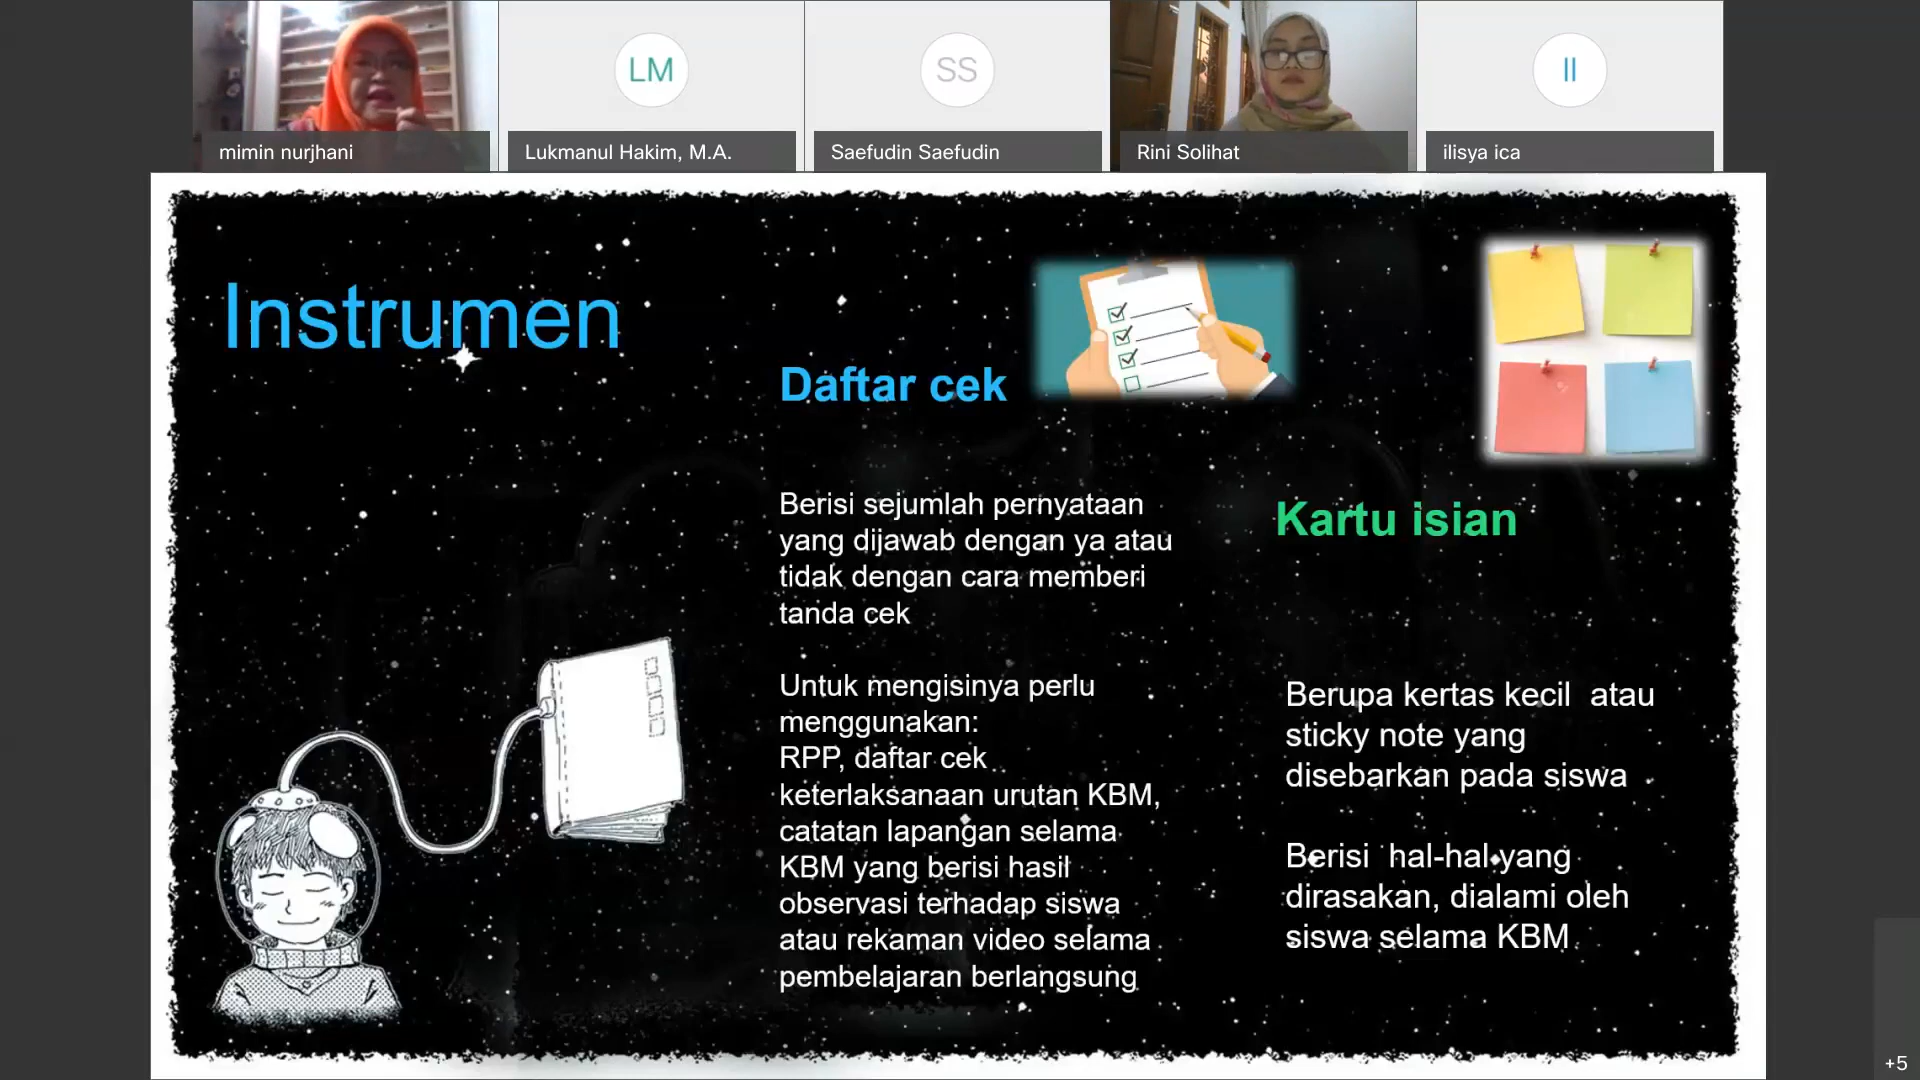 LM
SS
II
mimin nurjhani
Lukmanul Hakim, M.A.
Saefudin Saefudin
Rini Solihat
ilisya ica
Instrumen
Daftar cek
Berisi sejumlah pernyataan
yang dijawab dengan ya atau
tidak dengan cara memberi
tanda cek
Untuk mengisinya perlu
menggunakan:
RPP, daftar cek
keterlaksanaan urutan KBM,
catatan lapangan selama
KBM yang berisi hasil
observasi terhadap siswa
atau rekaman video selama
pembelajaran berlangsung
Kartu isian
Berupa kertas kecil  atau
sticky note yang
disebarkan pada siswa
Berisi  hal-hal yang
dirasakan, dialami oleh
siswa selama KBM
+5